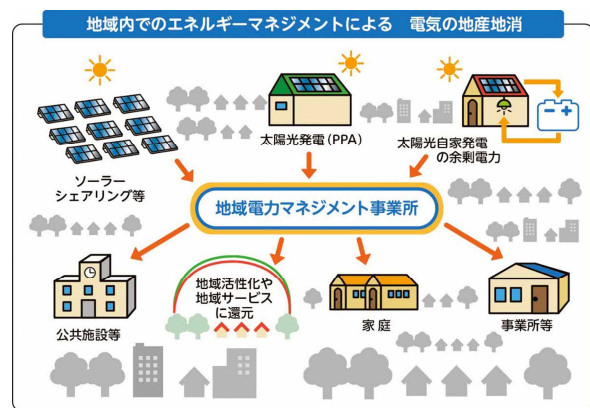 地域内でのエネルギーマネジメントによる　電気の地産地消
太陽光発電（PPA）
太陽光自家発電
の余剰電力
ソーラー
シェアリング等
地域電力マネジメント事業所
公共施設等
地域活性化や
地域サービス
に還元
家庭
事業所等